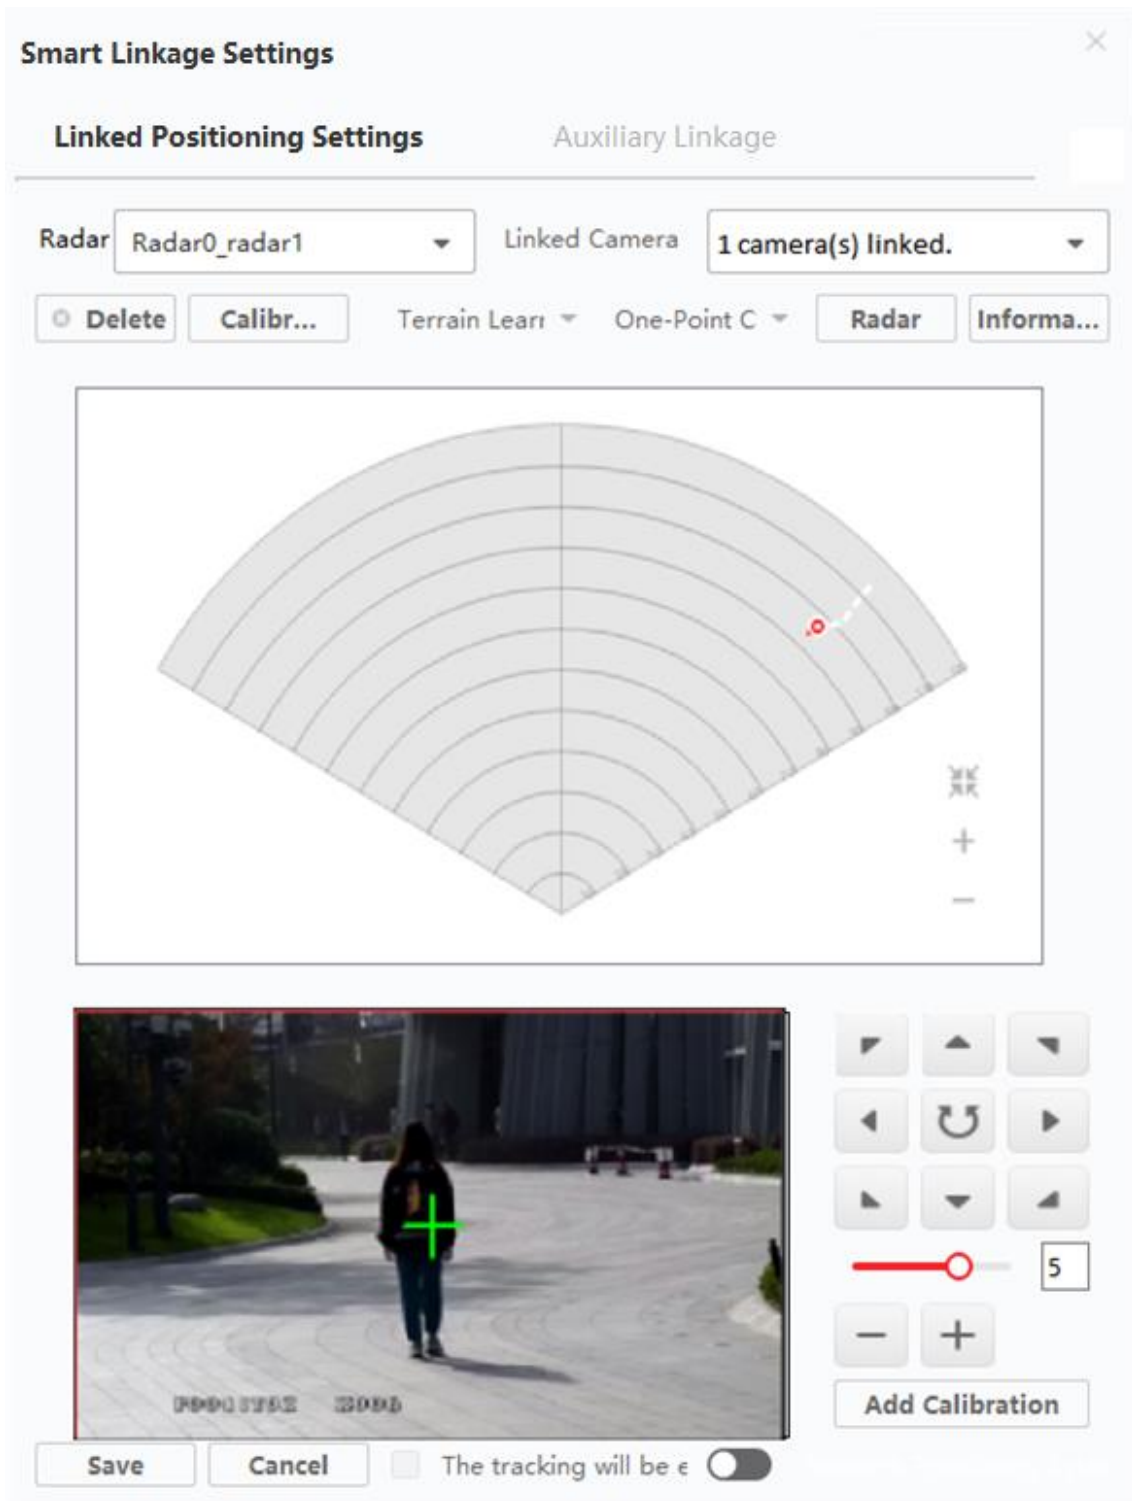 Smart Linkage Settings
Linked Positioning Settings Auxiliary Linkage
Radar Radar0_radar1 Linked Camera 1 camera(s) linked.
Delete Calibr... Terrain Learr One-Point C Radar Informa...
5
Add Calibration
Save Cancel The tracking will be e